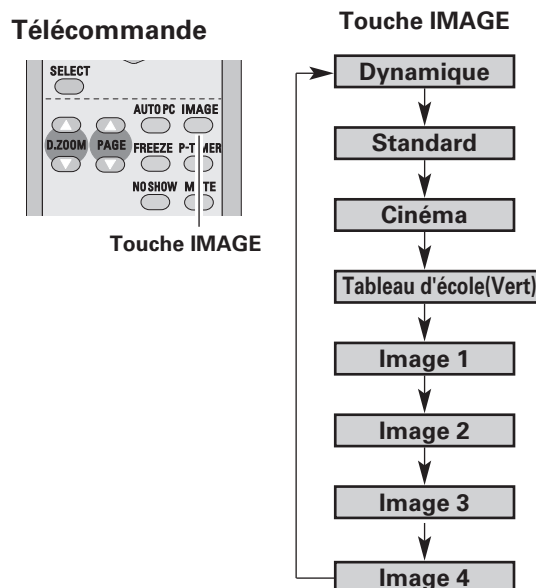 Télécommande
SELECT
AUTO PC IMAGE
D.ZOOM PAGE FREEZE P-TIMER
NO SHOW MUTE
Touche IMAGE
Touche IMAGE
Dynamique
Standard
Cinéma
Tableau d'école(Vert)
Image 1
Image 2
Image 3
Image 4